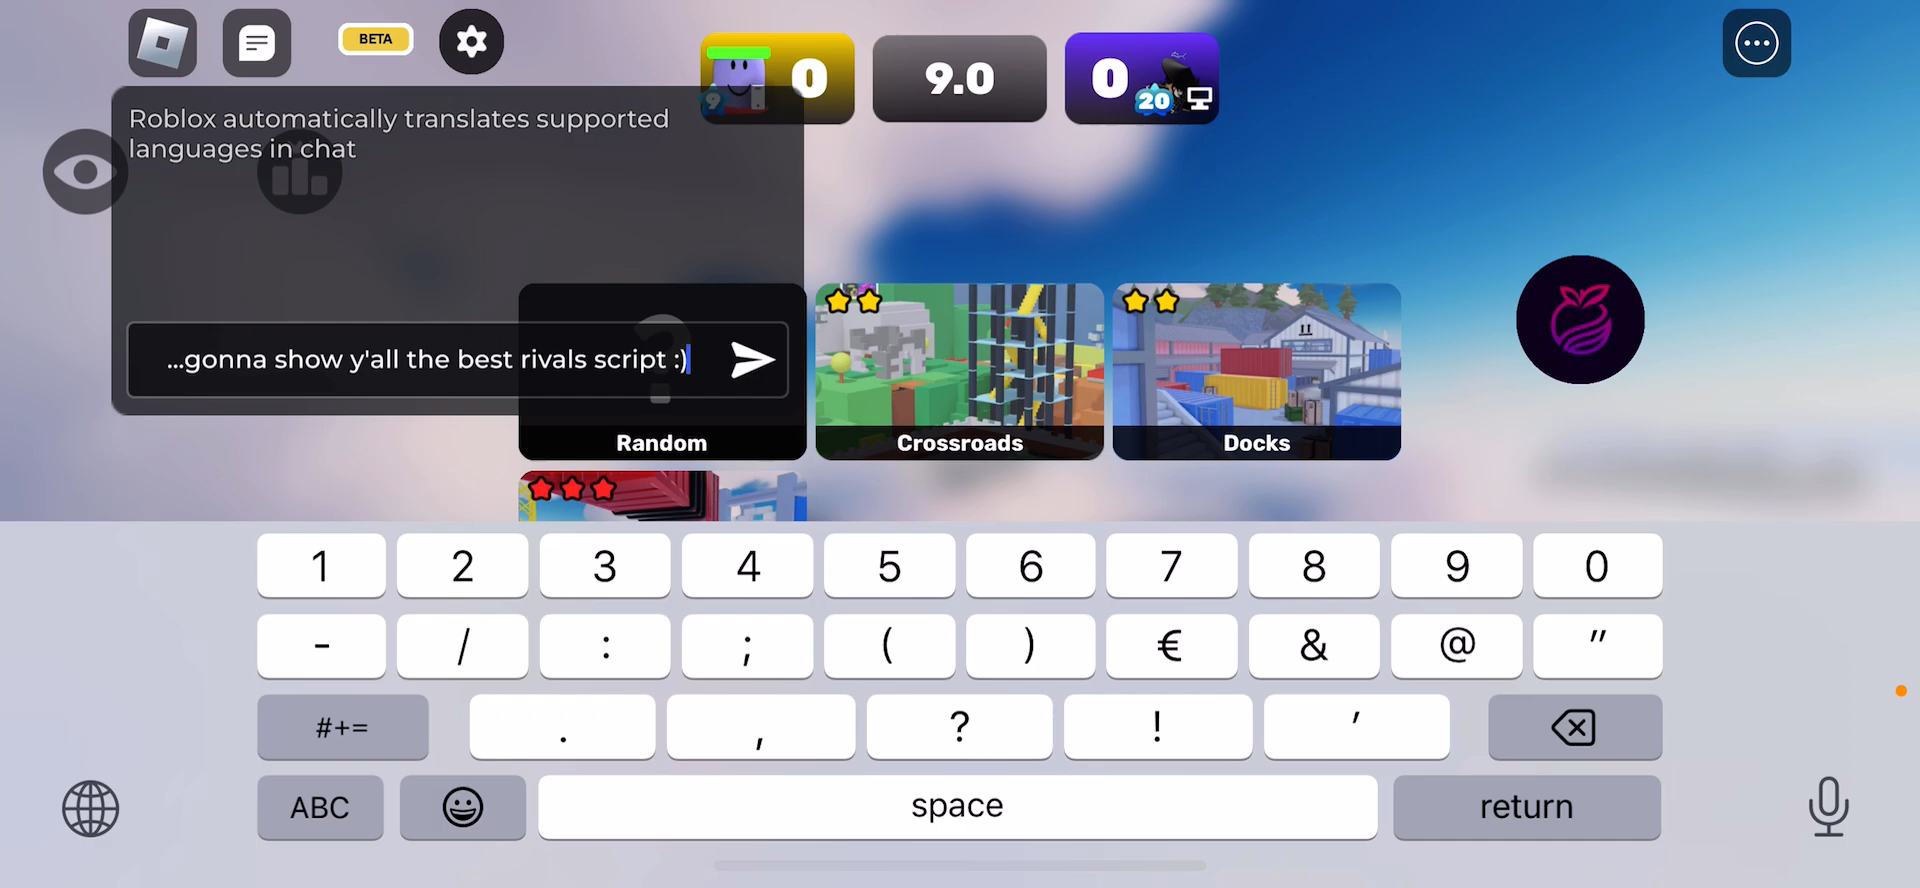 BETA
9
0
9.0
0
20
Roblox automatically translates supported
languages in chat
...gonna show y'all the best rivals script :)
?
Random
Crossroads
Docks
1 2 3 4 5 6 7 8 9 0
- / : ; ( ) € & @ "
#+= . , ? ! '
ABC space return